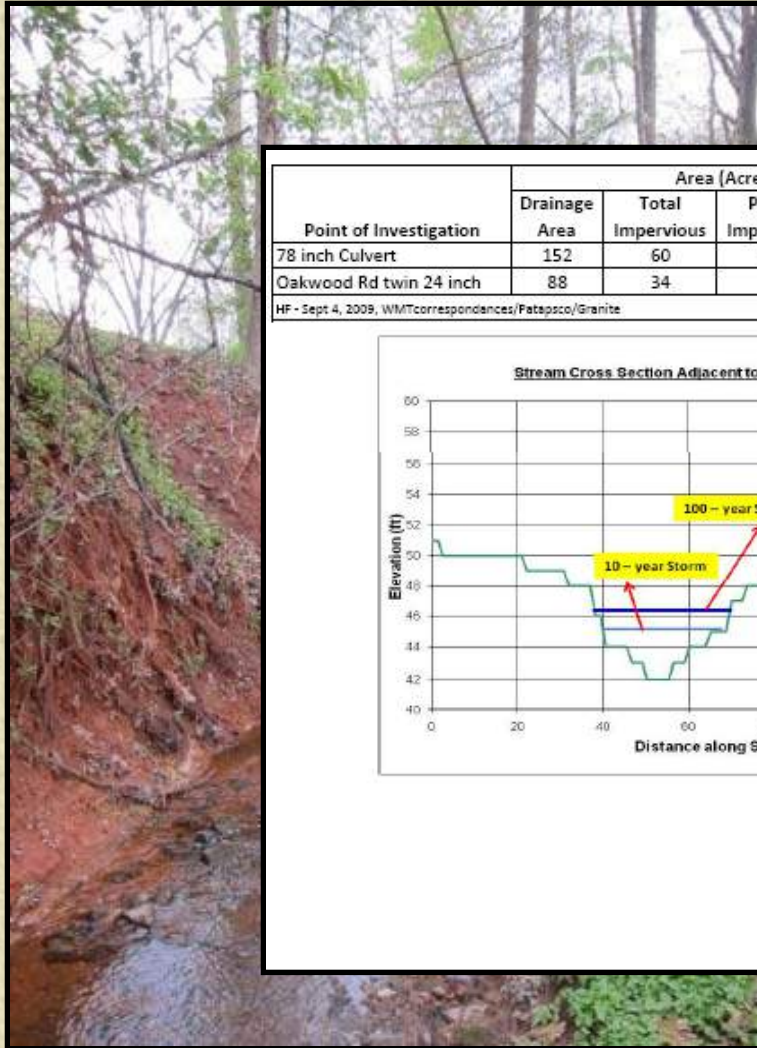 Area (Acre
Point of Investigation Drainage Area Total Impervious P Imp
78 inch Culvert 152 60
Oakwood Rd twin 24 inch 88 34
HF - Sept 4, 2009, WMTcorrespondances/Patapsco/Granite
Stream Cross Section Adjacent to
60
58
56
54
52
50
48
46
44
42
40
Elevation (ft)
100 – year S
10 – year Storm
0 20 40 60
Distance along S